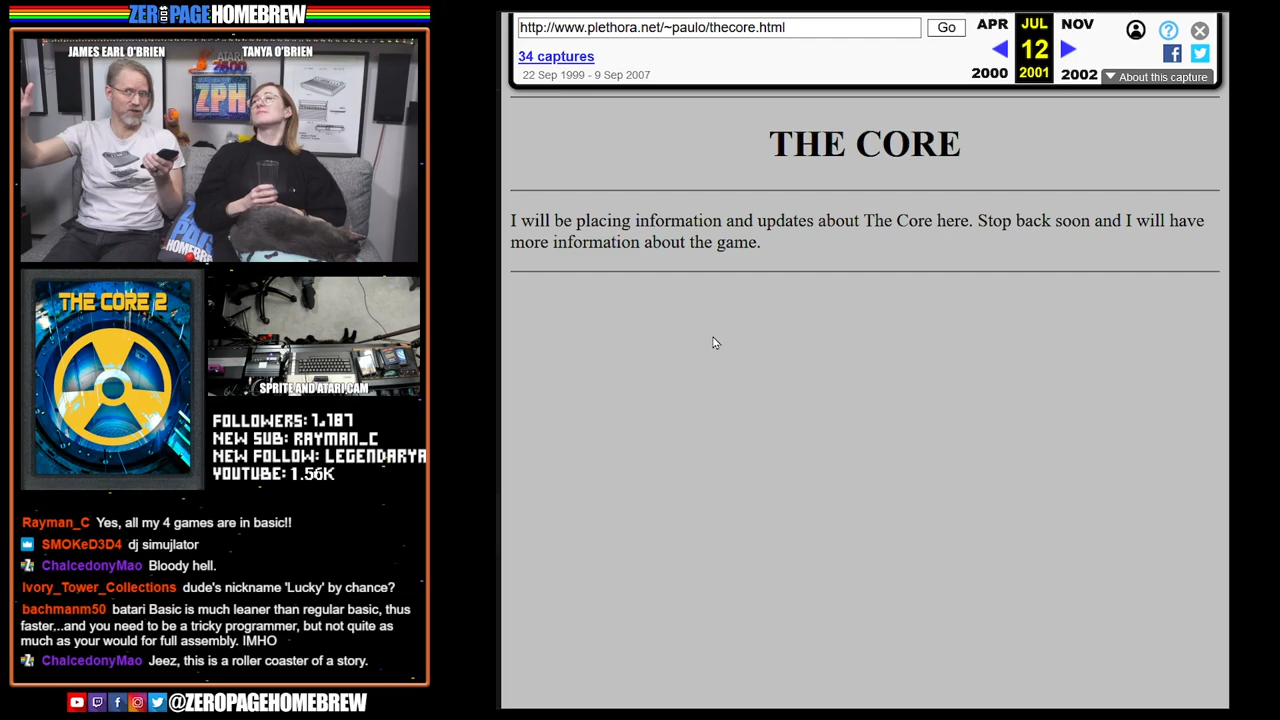 ZERO PAGE HOMEBREW
JAMES EARL O'BRIEN
TANYA O'BRIEN
ATARI
2600
ZPH
THE CORE 2
SPRITE AND ATARI CAM
FOLLOWERS: 1,187
NEW SUB: RAYMAN_C
NEW FOLLOW: LEGENDARYA
YOUTUBE: 1.56K
Rayman_C Yes, all my 4 games are in basic!!
SMOKeD3D4 dj simujlator
ChalcedonyMao Bloody hell.
Ivory_Tower_Collections dude's nickname 'Lucky' by chance?
bachmanm50 batari Basic is much leaner than regular basic, thus
faster...and you need to be a tricky programmer, but not quite as
much as your would for full assembly. IMHO
ChalcedonyMao Jeez, this is a roller coaster of a story.
@ZEROPAGEHOMEBREW
http://www.plethora.net/~paulo/thecore.html
Go
APR
JUL
NOV
34 captures
12
22 Sep 1999 - 9 Sep 2007
2000
2001
2002
About this capture
THE CORE
I will be placing information and updates about The Core here. Stop back soon and I will have
more information about the game.